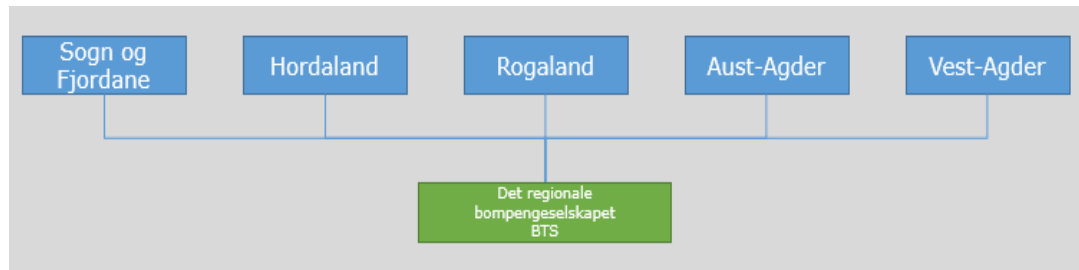 Sogn og
Fjordane
Hordaland
Rogaland
Aust-Agder
Vest-Agder
Det regionale
bompengeselskapet
BTS